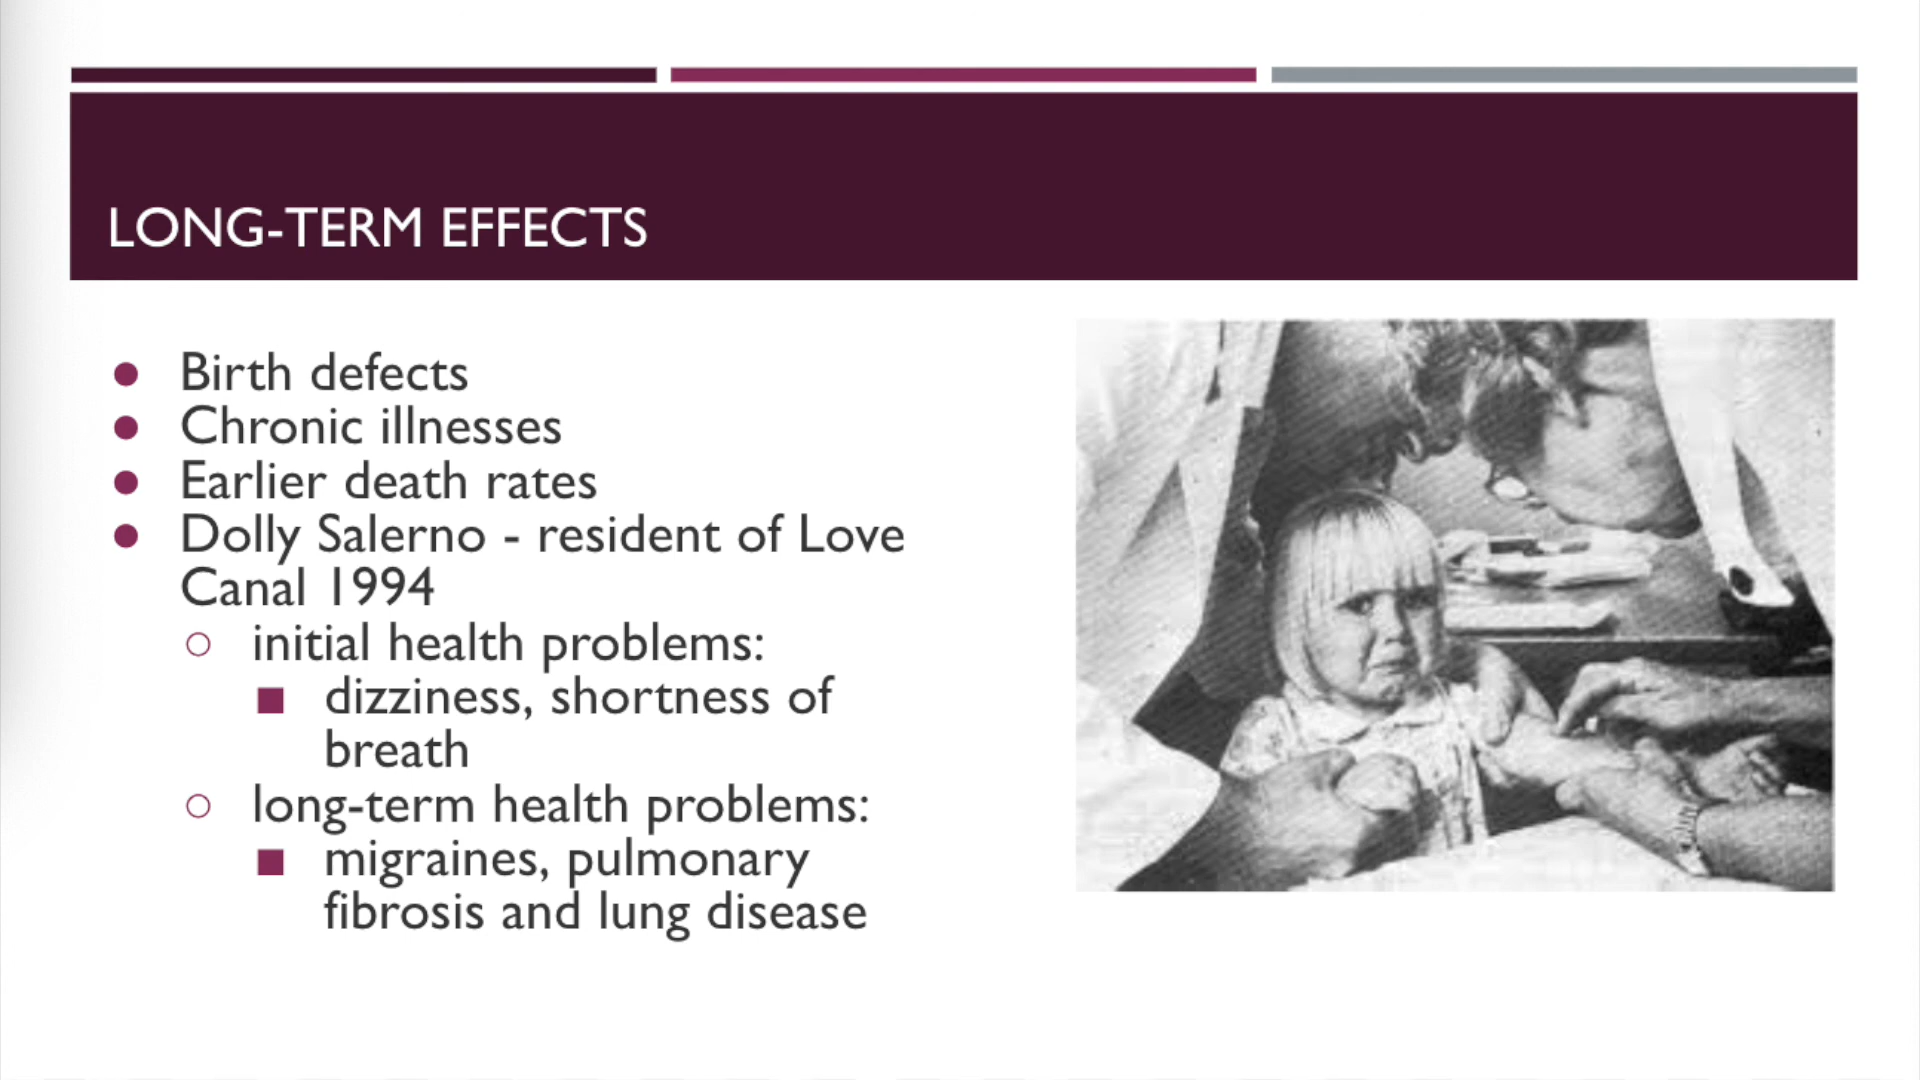 LONG-TERM EFFECTS
Birth defects
Chronic illnesses
Earlier death rates
Dolly Salerno - resident of Love
Canal 1994
initial health problems:
dizziness, shortness of
breath
long-term health problems:
migraines, pulmonary
fibrosis and lung disease